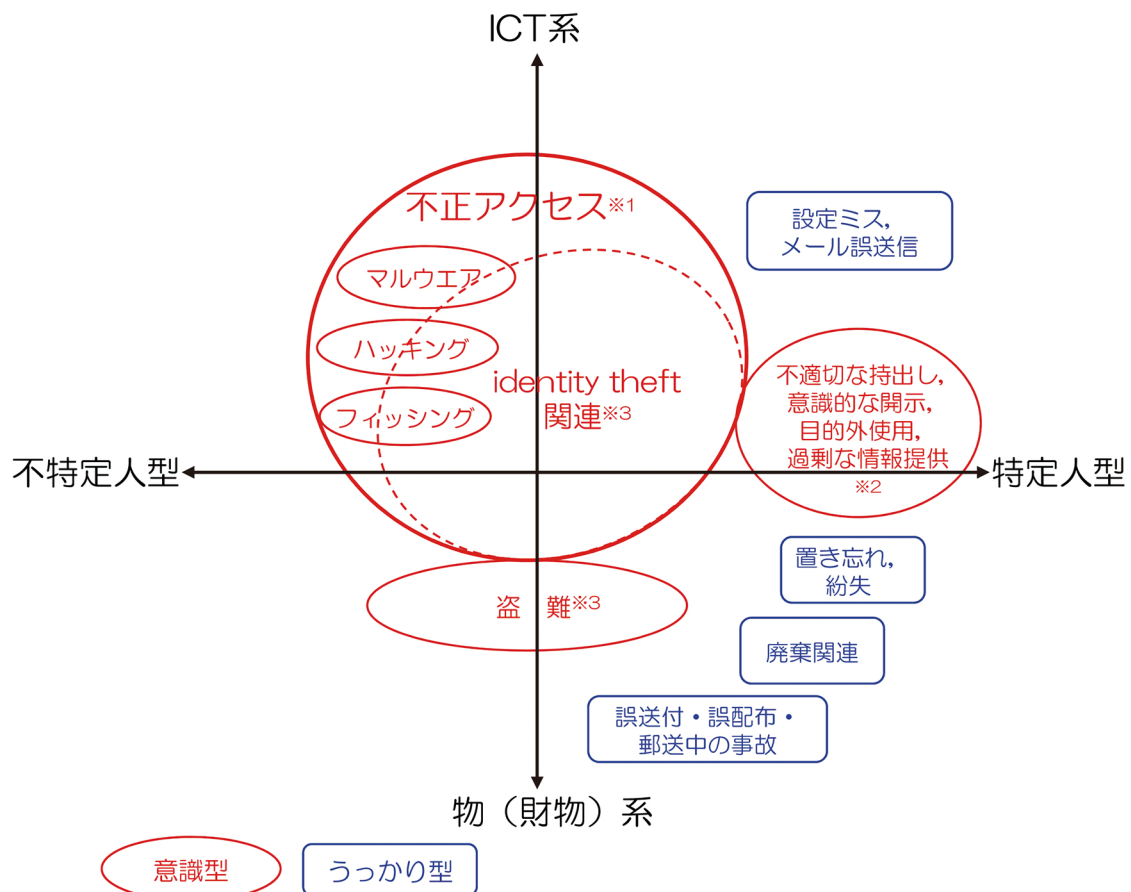 ICT系
不正アクセス※1
設定ミス,
メール誤送信
マルウエア
ハッキング
identity theft
関連※3
フィッシング
不適切な持出し,
意識的な開示,
目的外使用,
過剰な情報提供
※2
不特定人型
特定人型
置き忘れ,
紛失
盗 難※3
廃棄関連
誤送付・誤配布・
郵送中の事故
物（財物）系
意識型
うっかり型